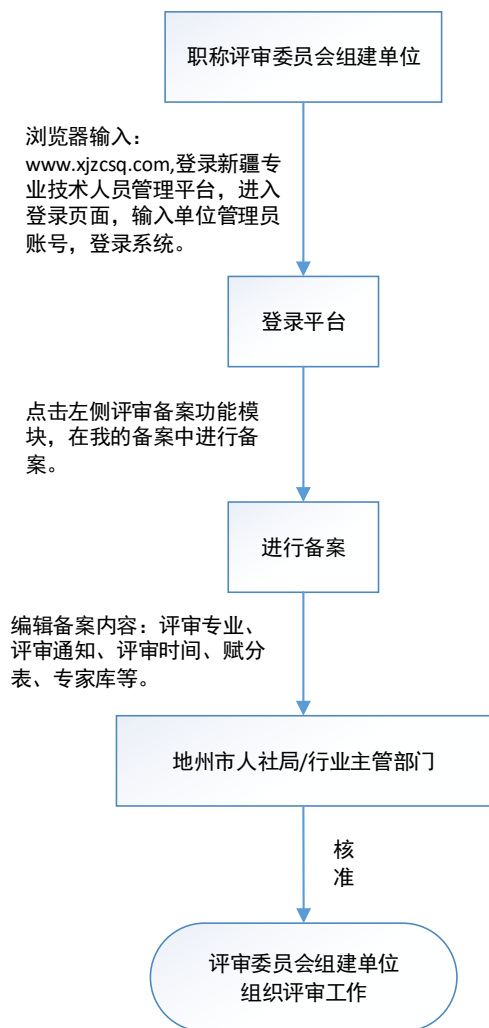 职称评审委员会组建单位
浏览器输入：
www.xjzcsq.com,登录新疆专
业技术人员管理平台，进入
登录页面，输入单位管理员
账号，登录系统。
登录平台
点击左侧评审备案功能模
块，在我的备案中进行备
案。
进行备案
编辑备案内容：评审专业、
评审通知、评审时间、赋分
表、专家库等。
地州市人社局/行业主管部门
核
准
评审委员会组建单位
组织评审工作